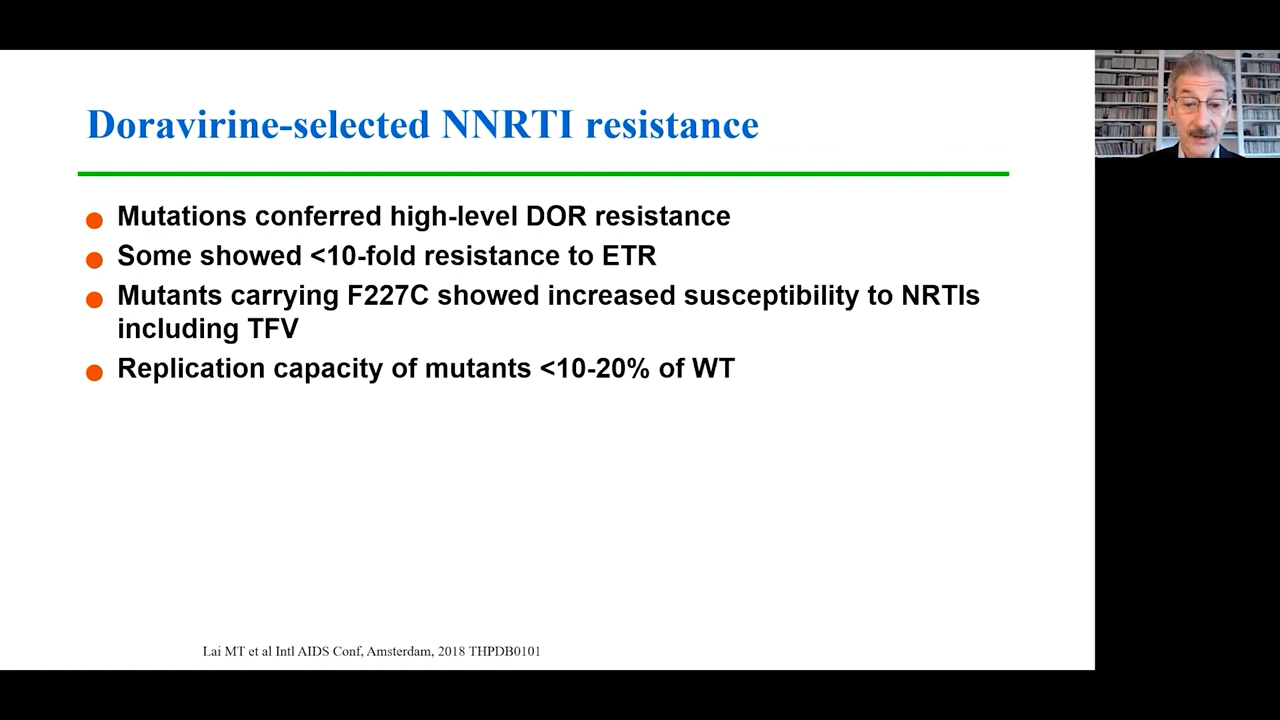 Doravirine-selected NNRTI resistance
Mutations conferred high-level DOR resistance
Some showed <10-fold resistance to ETR
Mutants carrying F227C showed increased susceptibility to NRTIs
including TFV
Replication capacity of mutants <10-20% of WT
Lai MT et al Intl AIDS Conf, Amsterdam, 2018 THPDB0101